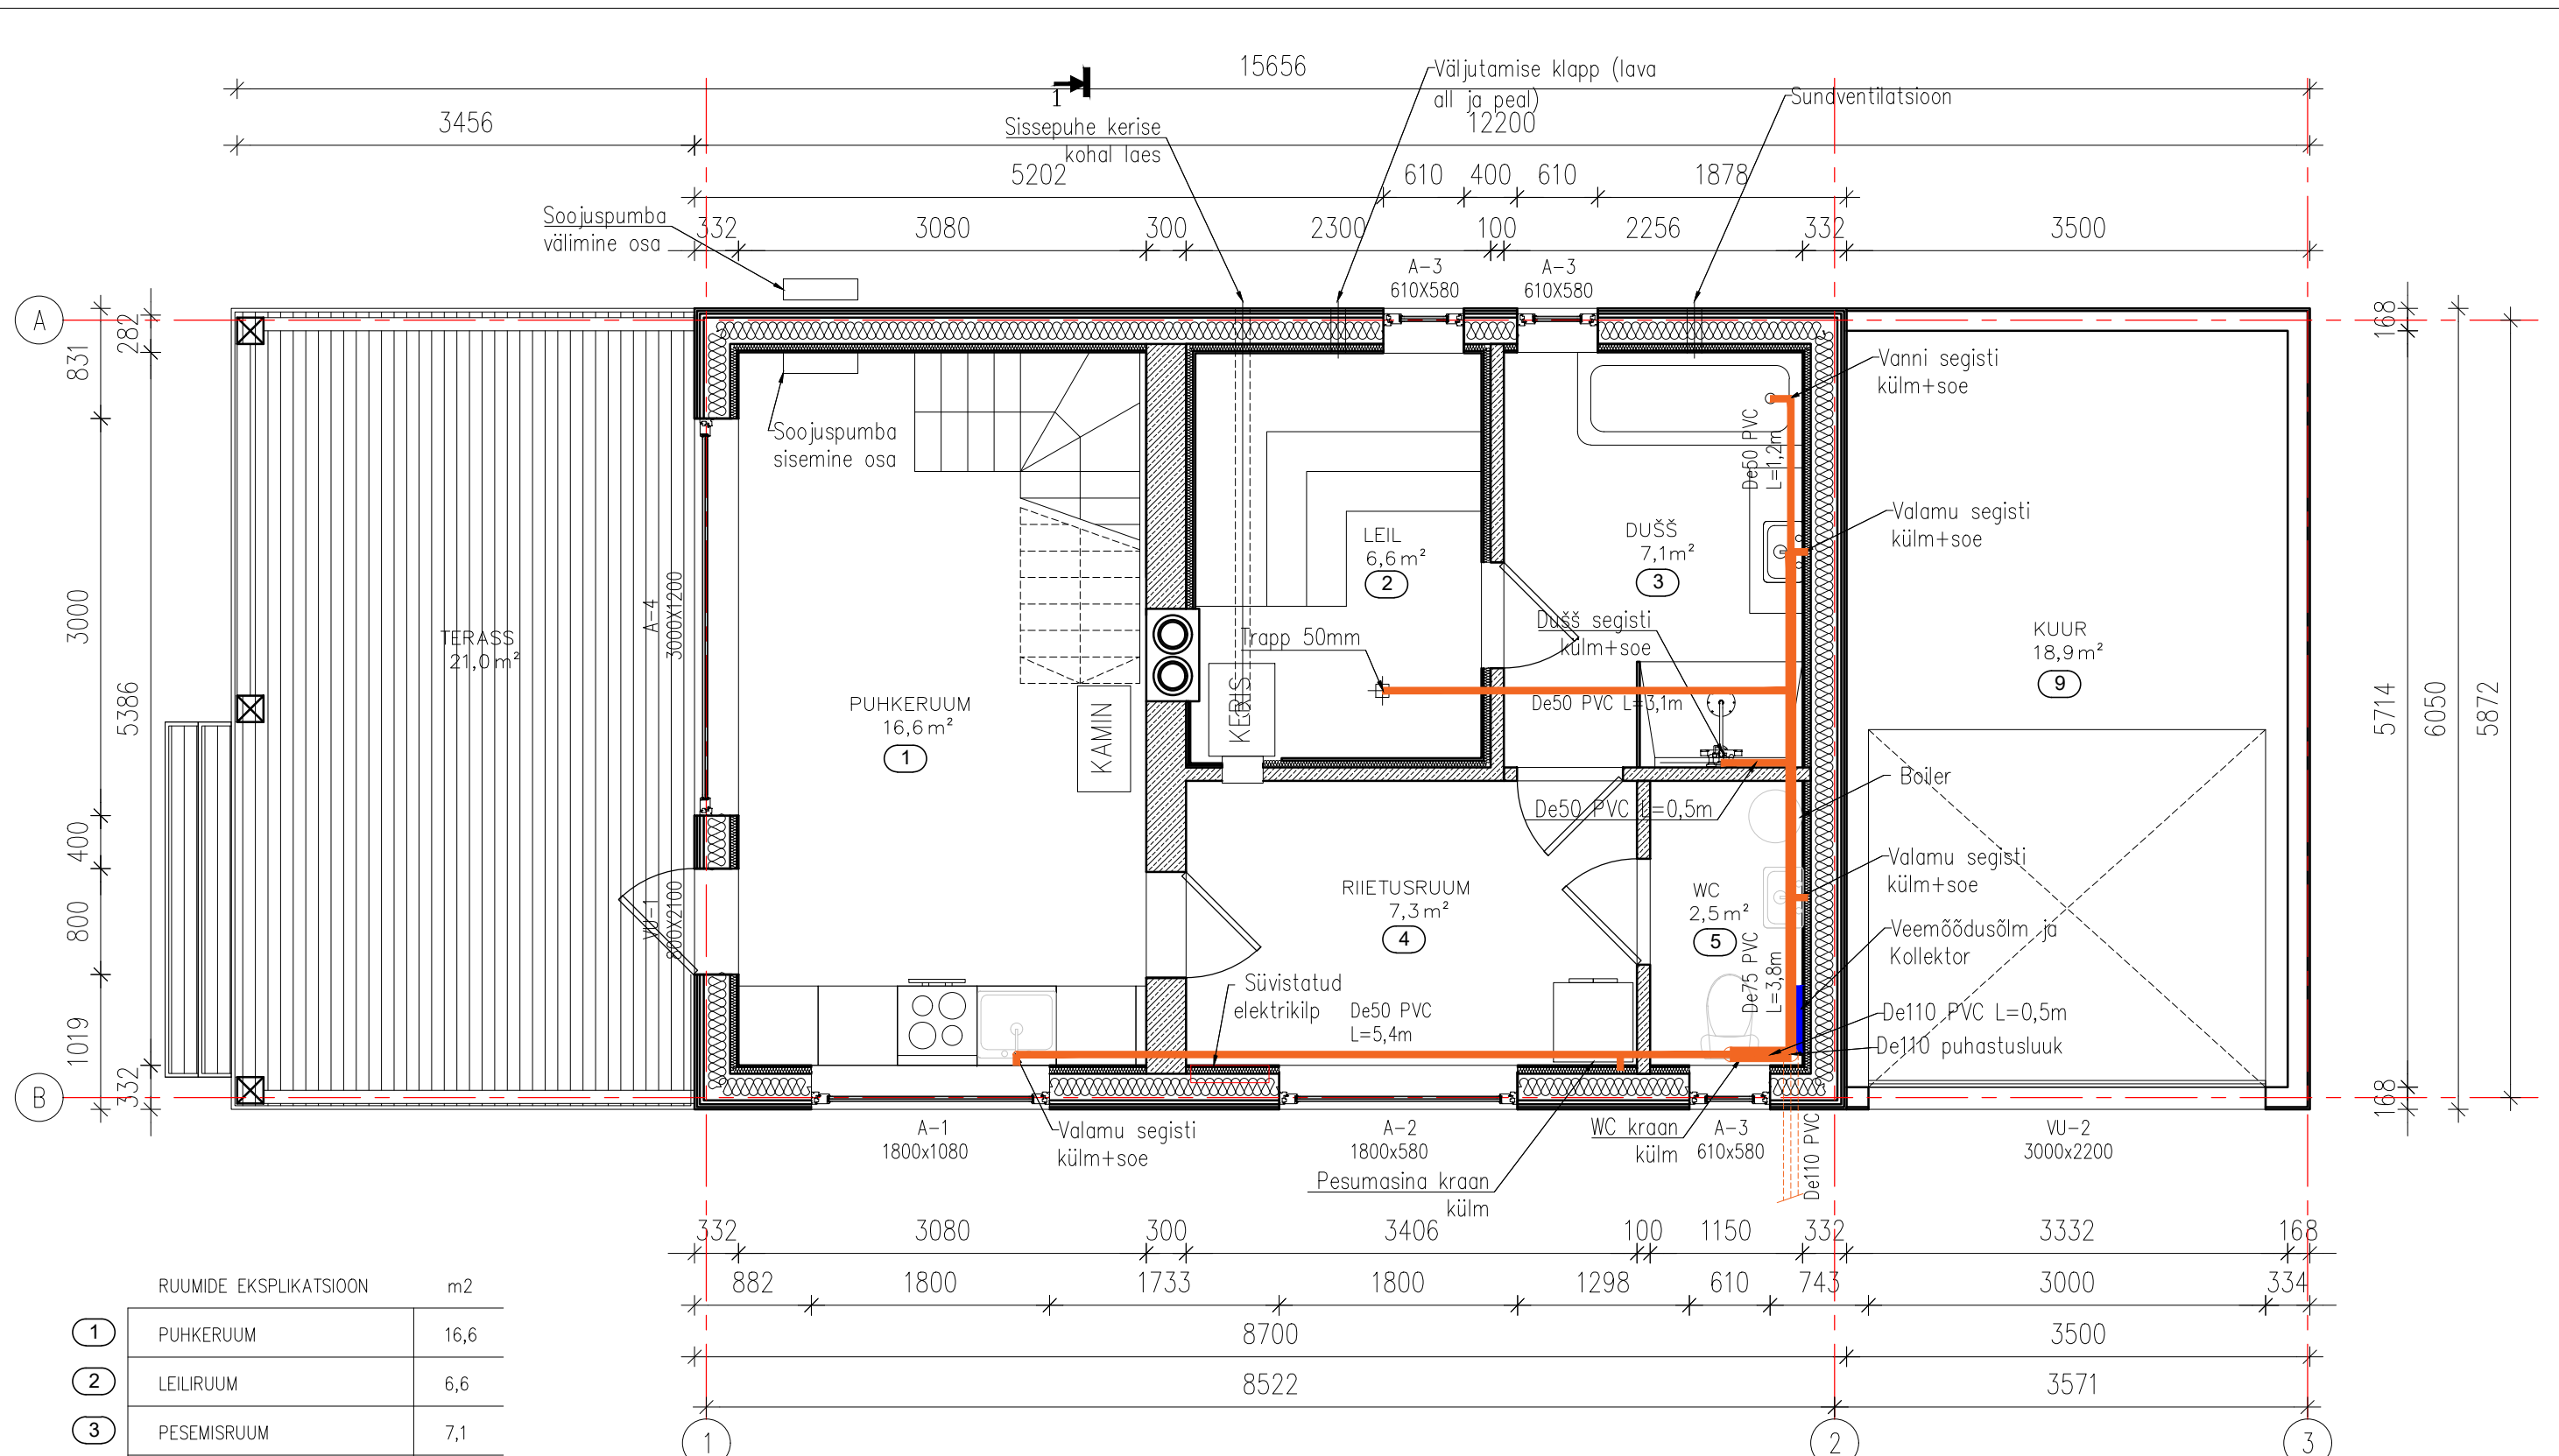 15656
1
Väljutamise klapp (lava
all ja peal)
Sundventilatsioon
3456
Sissepuhe kerise
kohal laes
12200
5202
610
400
610
1878
Soojuspumba
välimine osa
332
3080
300
2300
100
2256
332
3500
A-3
610X580
A-3
610X580
A
282
831
168
Vanni segisti
külm+soe
Soojuspumba
sisemine osa
De50 PVC
L=1,2m
Valamu segisti
külm+soe
LEIL
6,6 m²
2
DUŠŠ
7,1m²
3
3000
A-4
3000X1200
TERASS
21,0 m²
Dušš segisti
külm+soe
Trapp 50mm
KUUR
18,9 m²
9
5386
PUHKERUUM
16,6 m²
1
KAMIN
KERIS
De50 PVC L=3,1m
5714
6050
5872
Boiler
De50 PVC L=0,5m
400
800
VU-1
800X2100
RIIETUSRUUM
7,3 m²
4
WC
2,5 m²
5
Valamu segisti
külm+soe
Veemõõdusõlm ja
Kollektor
De75 PVC
L=3,8m
Süvistatud
elektrikilp
De50 PVC
L=5,4m
De110 PVC L=0,5m
De110 puhastusluuk
1019
332
B
168
A-1
1800x1080
Valamu segisti
külm+soe
A-2
1800x580
WC kraan
külm
A-3
610x580
De110 PVC
VU-2
3000x2200
Pesumasina kraan
külm
332
3080
300
3406
100
1150
332
3332
168
882
1800
1733
1800
1298
610
743
3000
334
8700
3500
8522
3571
1
2
3
RUUMIDE EKSPLIKATSIOON m2
1 PUHKERUUM 16,6
2 LEILIRUUM 6,6
3 PESEMISRUUM 7,1